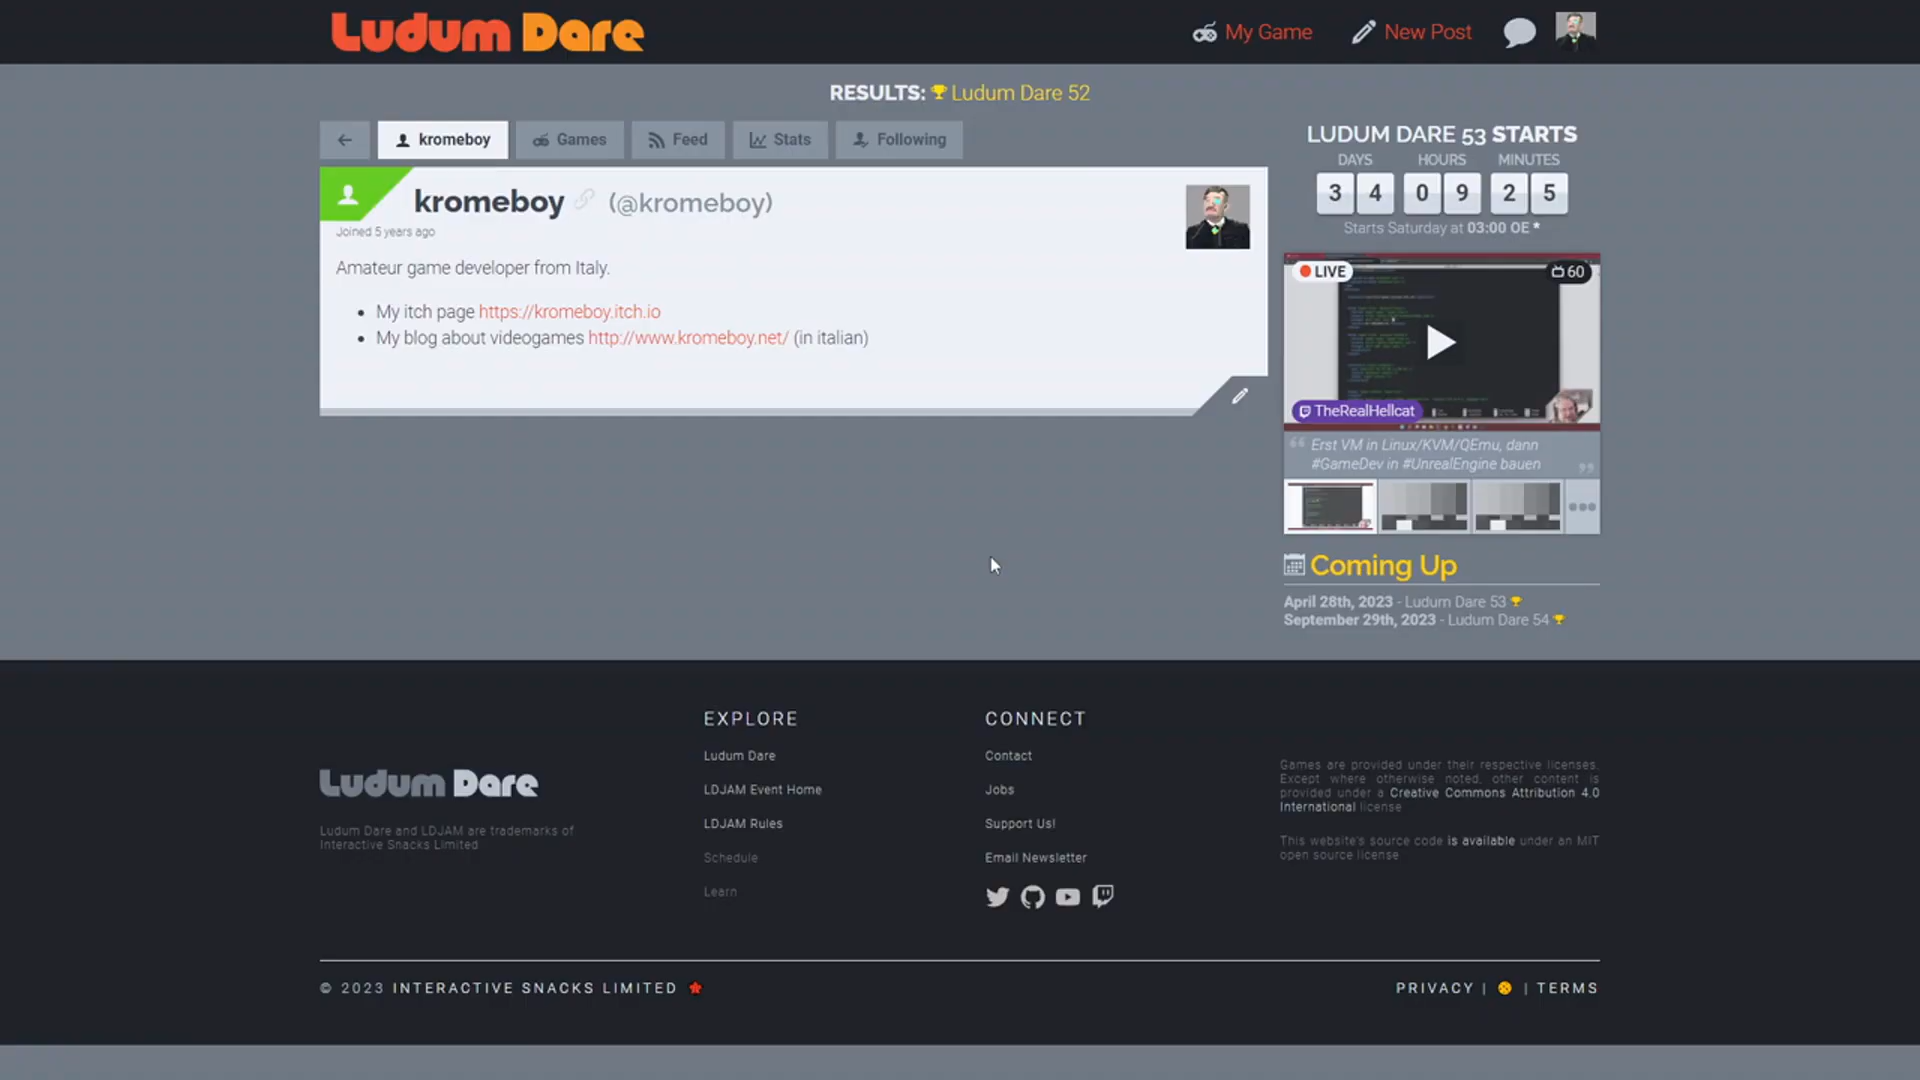 Ludum Dare
My Game
New Post
RESULTS: Ludum Dare 52
kromeboy
Games
Feed
Stats
Following
kromeboy (@kromeboy)
Joined 5 years ago
Amateur game developer from Italy.
My itch page https://kromeboy.itch.io
My blog about videogames http://www.kromeboy.net/ (in italian)
LUDUM DARE 53 STARTS
DAYS HOURS MINUTES
3 4 0 9 2 5
Starts Saturday at 03:00 OE *
LIVE
60
TheRealHellcat
Erst VM in Linux/KVM/QEmu, dann
#GameDev in #UnrealEngine bauen
Coming Up
April 28th, 2023 - Ludum Dare 53
September 29th, 2023 - Ludum Dare 54
Ludum Dare
Ludum Dare and LDJAM are trademarks of
Interactive Snacks Limited
EXPLORE
Ludum Dare
LDJAM Event Home
LDJAM Rules
Schedule
Learn
CONNECT
Contact
Jobs
Support Us!
Email Newsletter
Games are provided under their respective licenses.
Except where otherwise noted, other content is
provided under a Creative Commons Attribution 4.0
International license
This website's source code is available under an MIT
open source license
© 2023 INTERACTIVE SNACKS LIMITED
PRIVACY | | TERMS